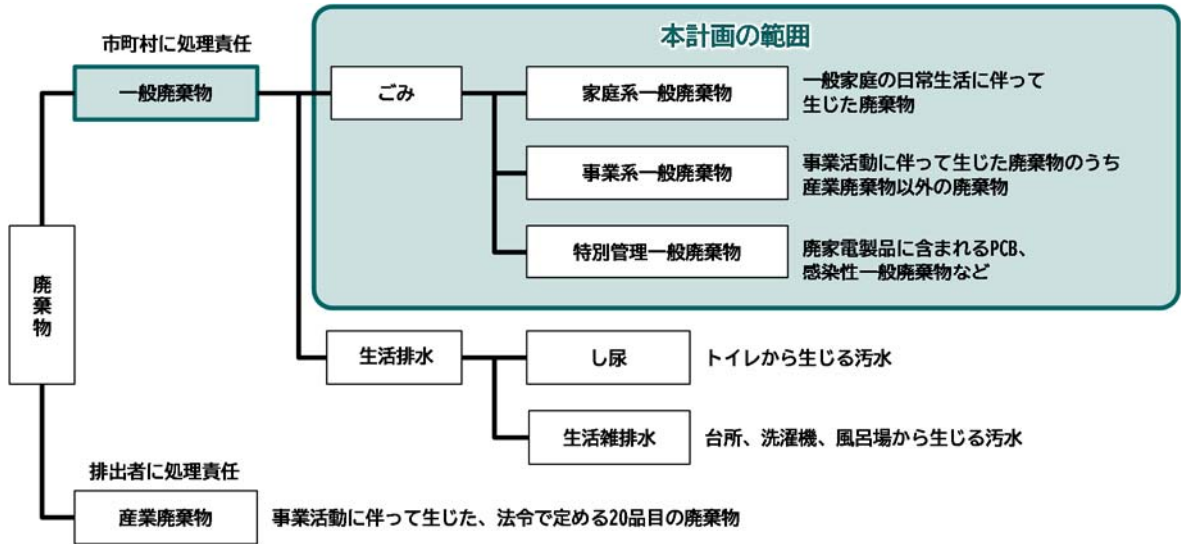 本計画の範囲
市町村に処理責任
一般廃棄物
ごみ
家庭系一般廃棄物
一般家庭の日常生活に伴って
生じた廃棄物
事業系一般廃棄物
事業活動に伴って生じた廃棄物のうち
産業廃棄物以外の廃棄物
特別管理一般廃棄物
廃家電製品に含まれるPCB、
感染性一般廃棄物など
廃棄物
生活排水
し尿
トイレから生じる汚水
生活雑排水
台所、洗濯機、風呂場から生じる汚水
排出者に処理責任
産業廃棄物
事業活動に伴って生じた、法令で定める20品目の廃棄物